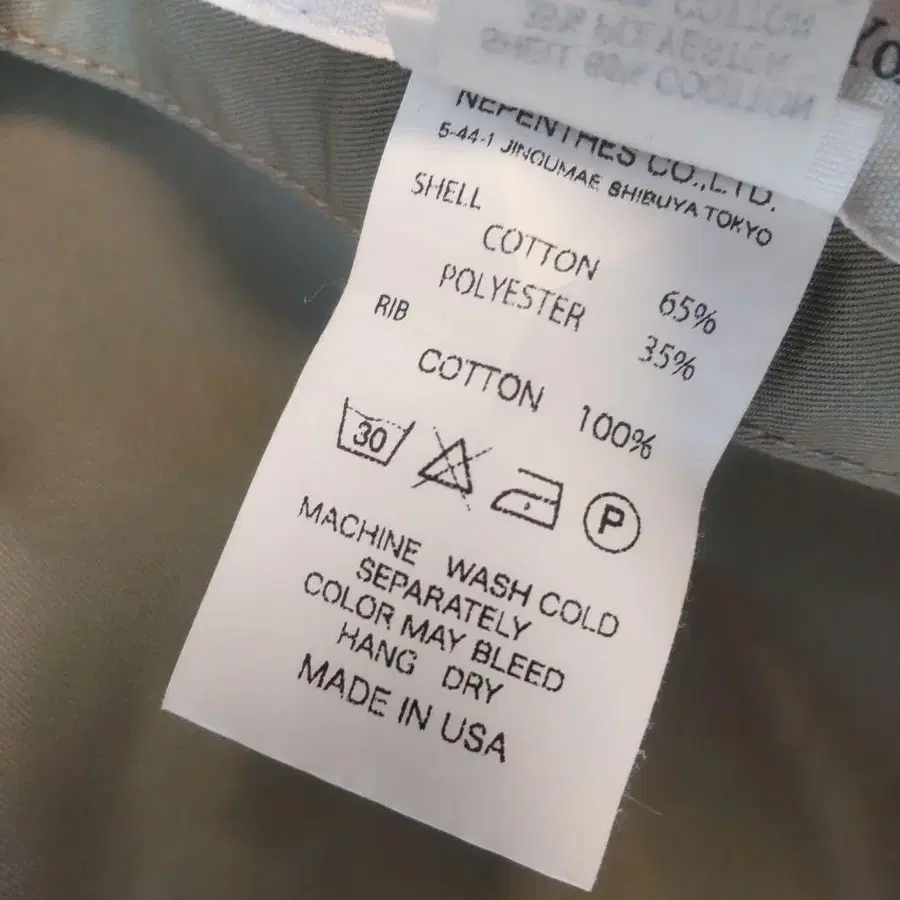 NEPENTHES CO.,LTD.
5-44-1 JINGUMAE SHIBUYA TOKYO
SHELL
COTTON 65%
POLYESTER 35%
RIB
COTTON 100%
30
P
MACHINE WASH COLD
SEPARATELY
COLOR MAY BLEED
HANG DRY
MADE IN USA